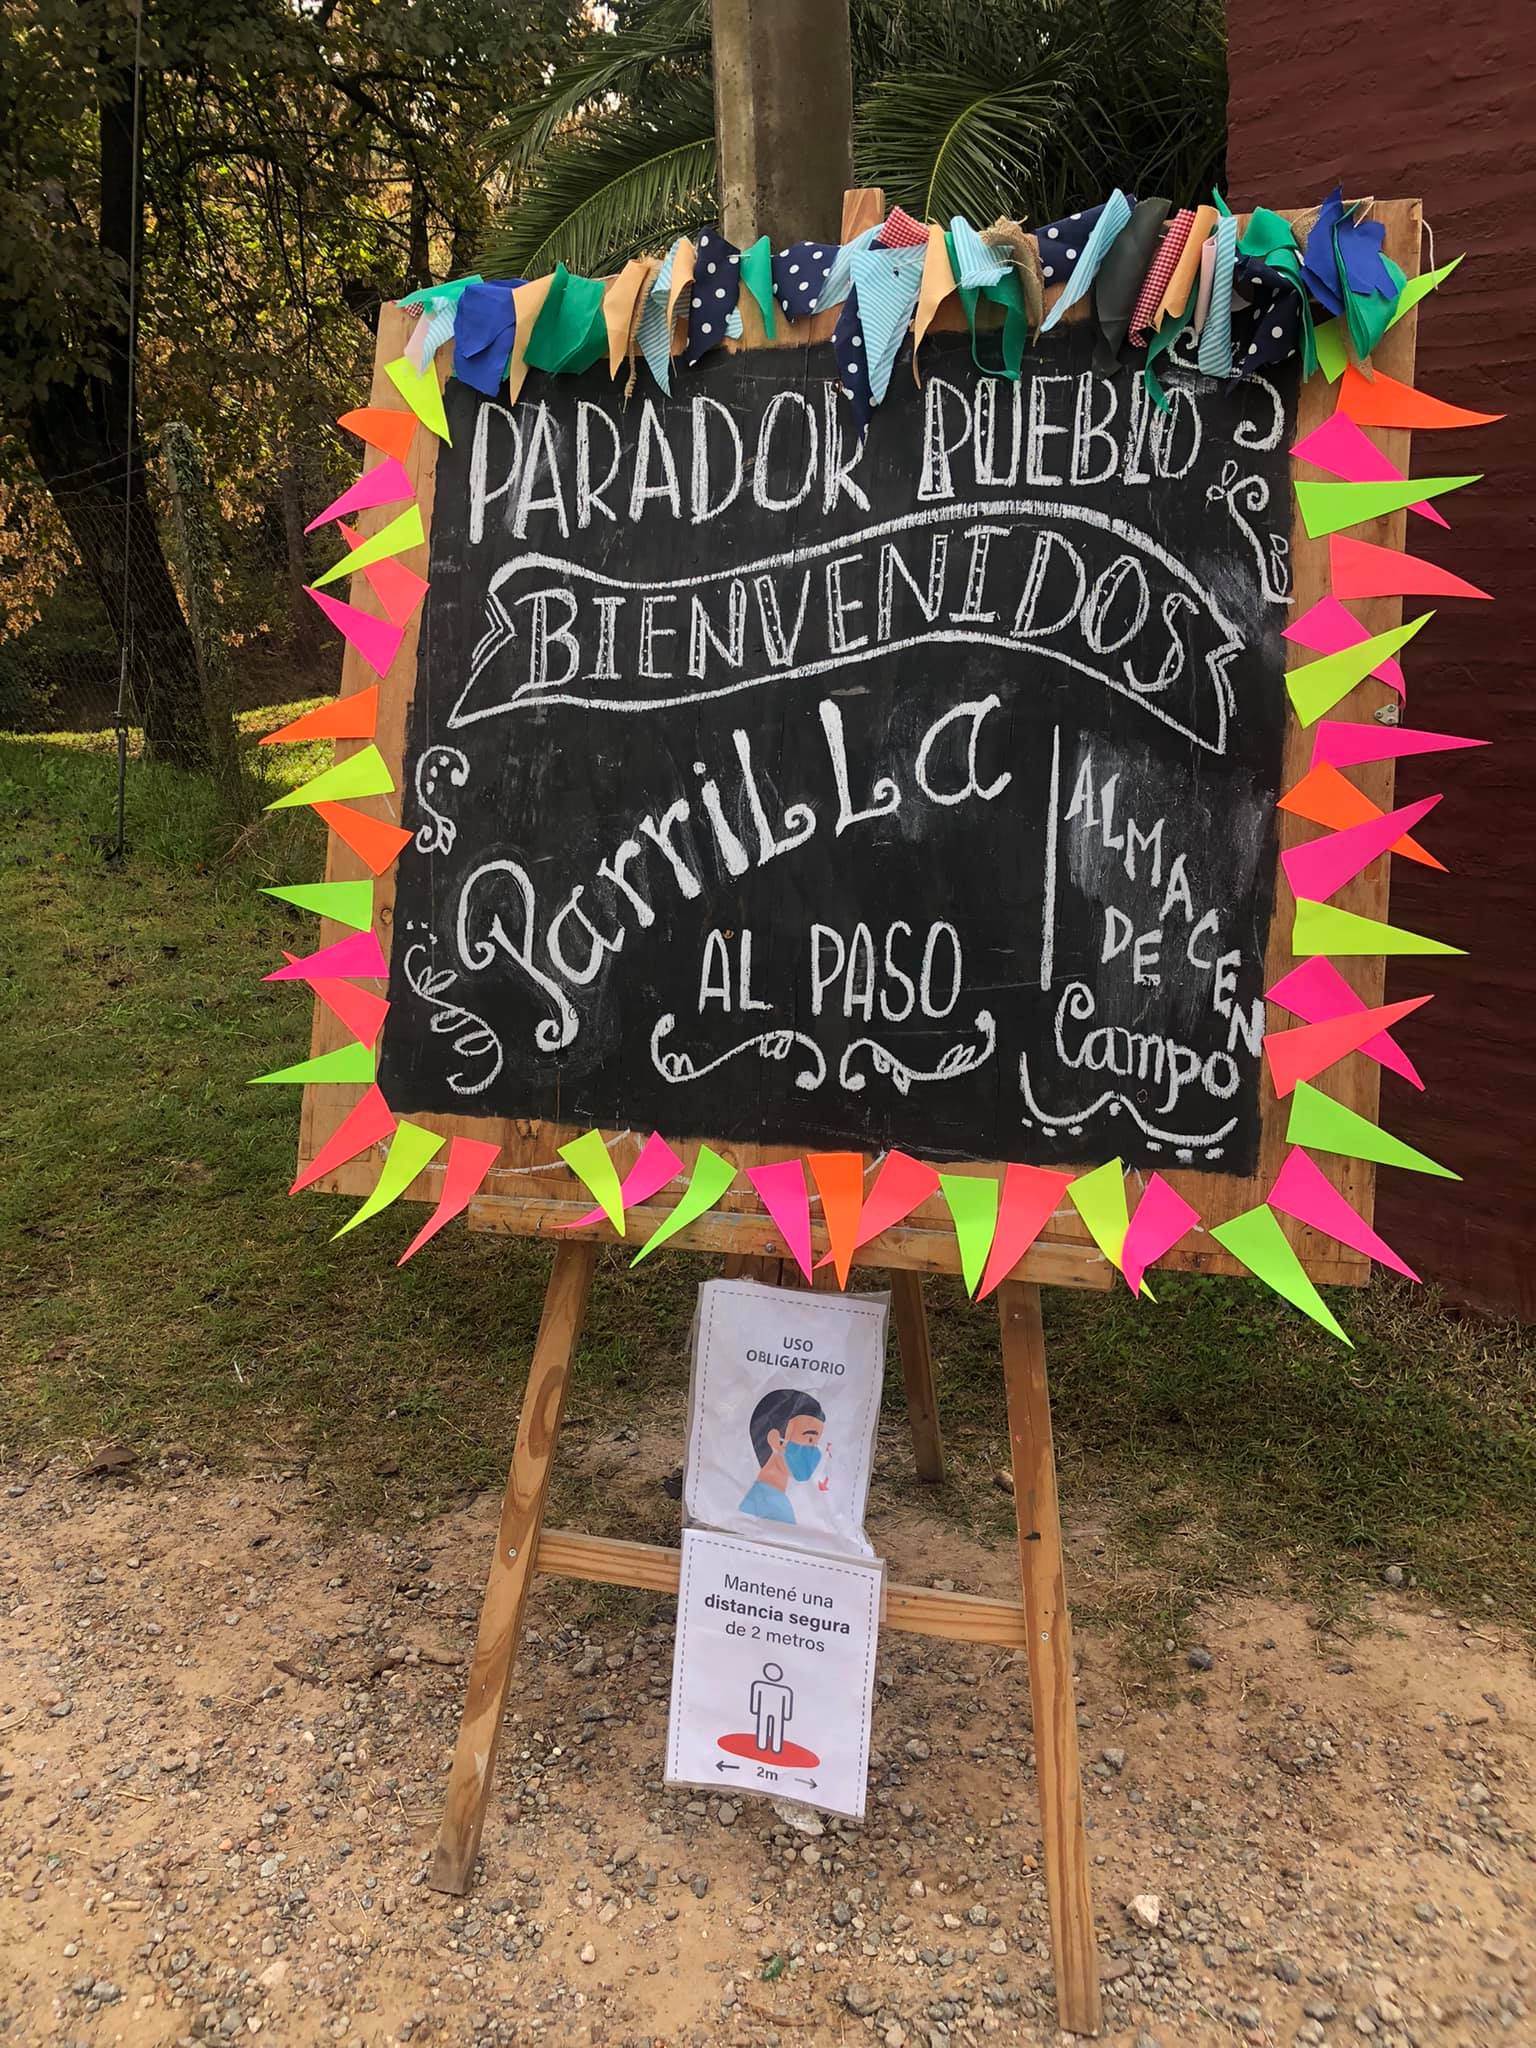 PARADOR PUEBLO
BIENVENIDOS
ParriLLa
AL PASO
ALMACEN
DE
Campo
USO
OBLIGATORIO
Mantené una
distancia segura
de 2 metros
2m